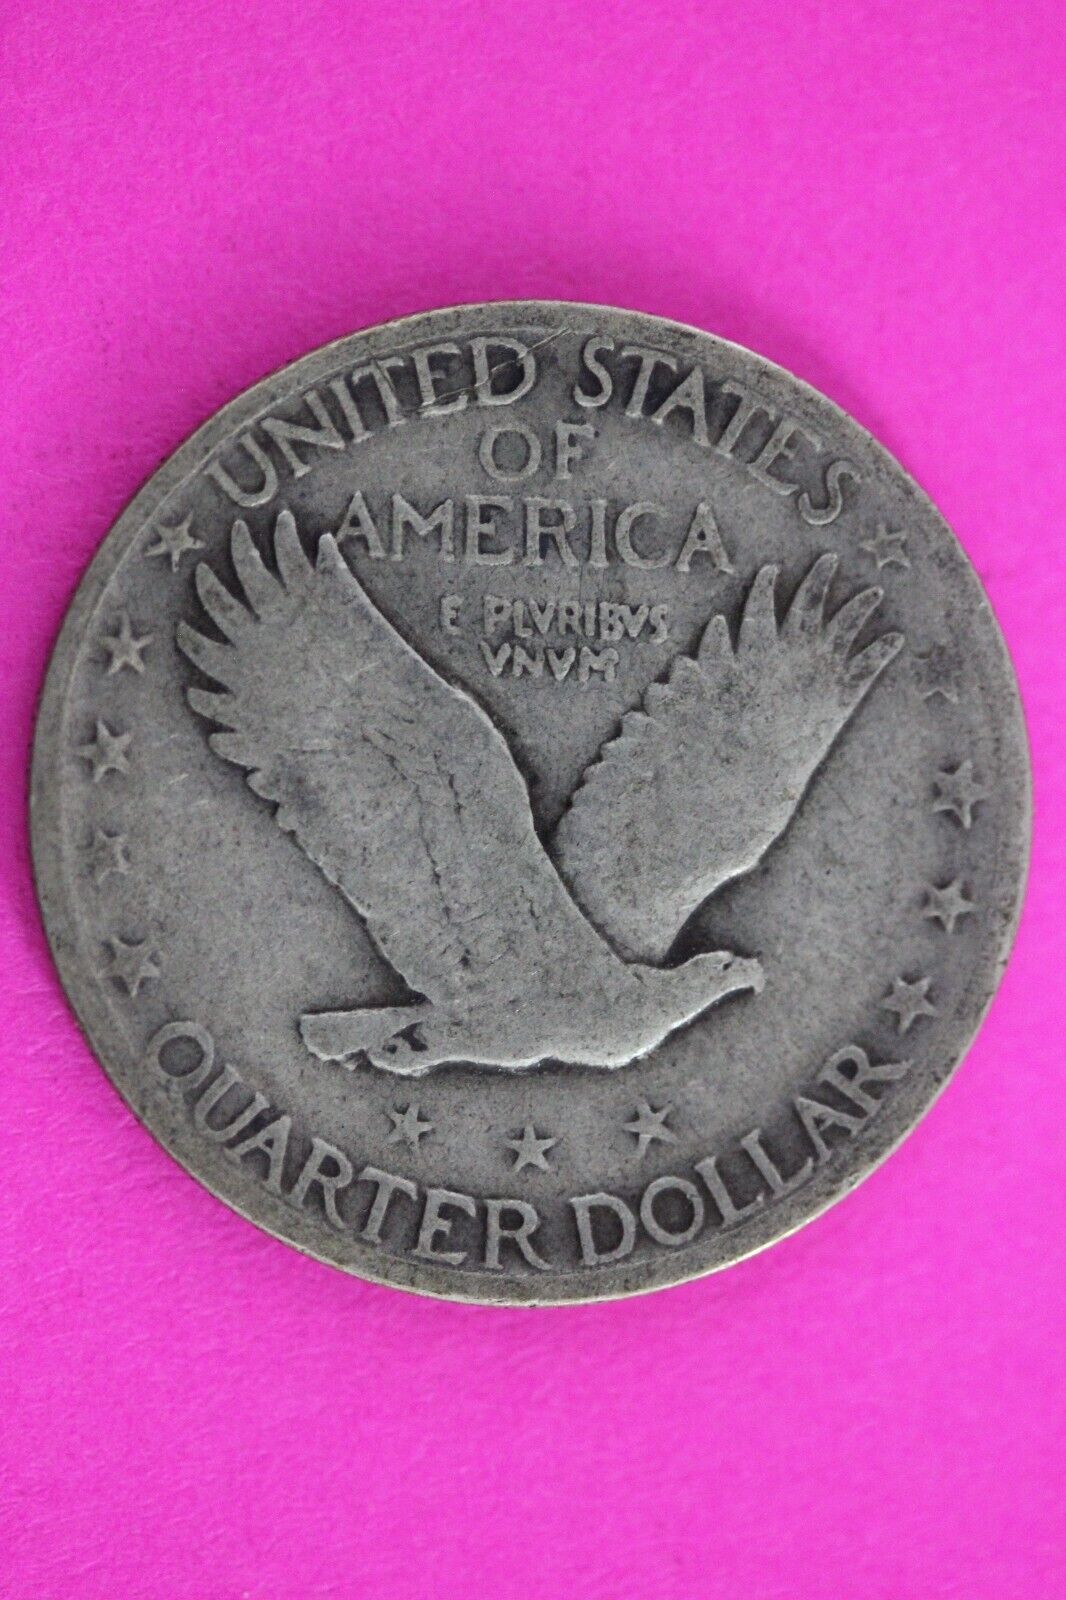 UNITED STATES
OF
AMERICA
E PLVRIBVS
VNVM
QUARTER DOLLAR